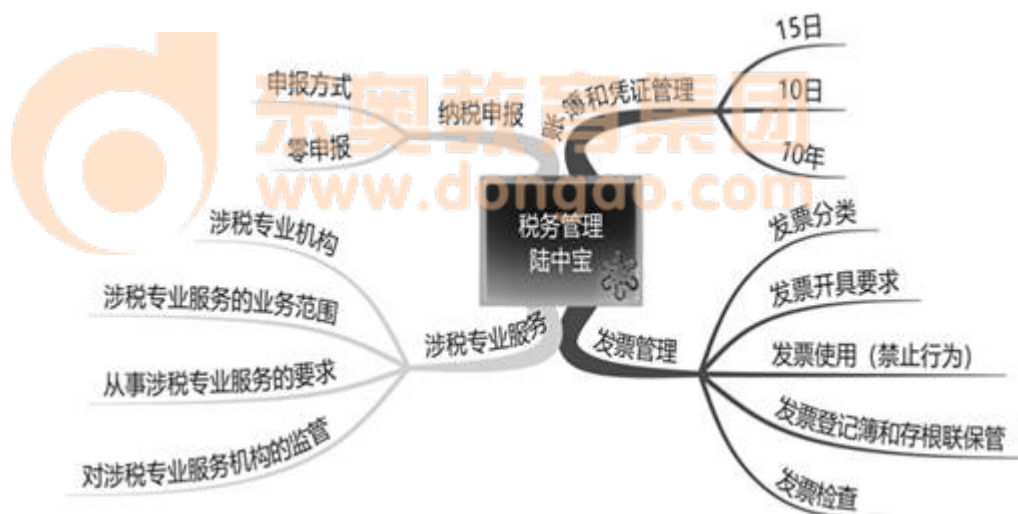 税务管理
陆中宝
账簿和凭证管理
15日
10日
10年
发票管理
发票分类
发票开具要求
发票使用（禁止行为）
发票登记簿和存根联保管
发票检查
纳税申报
申报方式
零申报
涉税专业服务
涉税专业机构
涉税专业服务的业务范围
从事涉税专业服务的要求
对涉税专业服务机构的监管
东奥教育集团
www.dongao.com